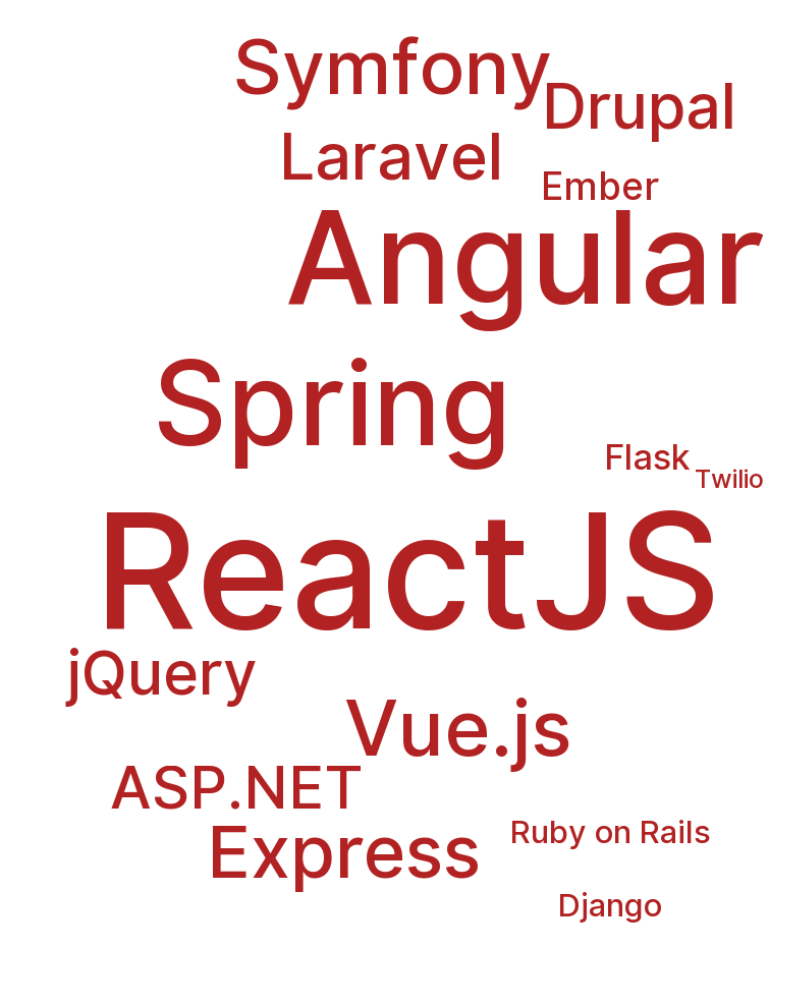 Symfony
Drupal
Laravel
Ember
Angular
Spring
Flask
Twilio
ReactJS
jQuery
Vue.js
ASP.NET
Express
Ruby on Rails
Django